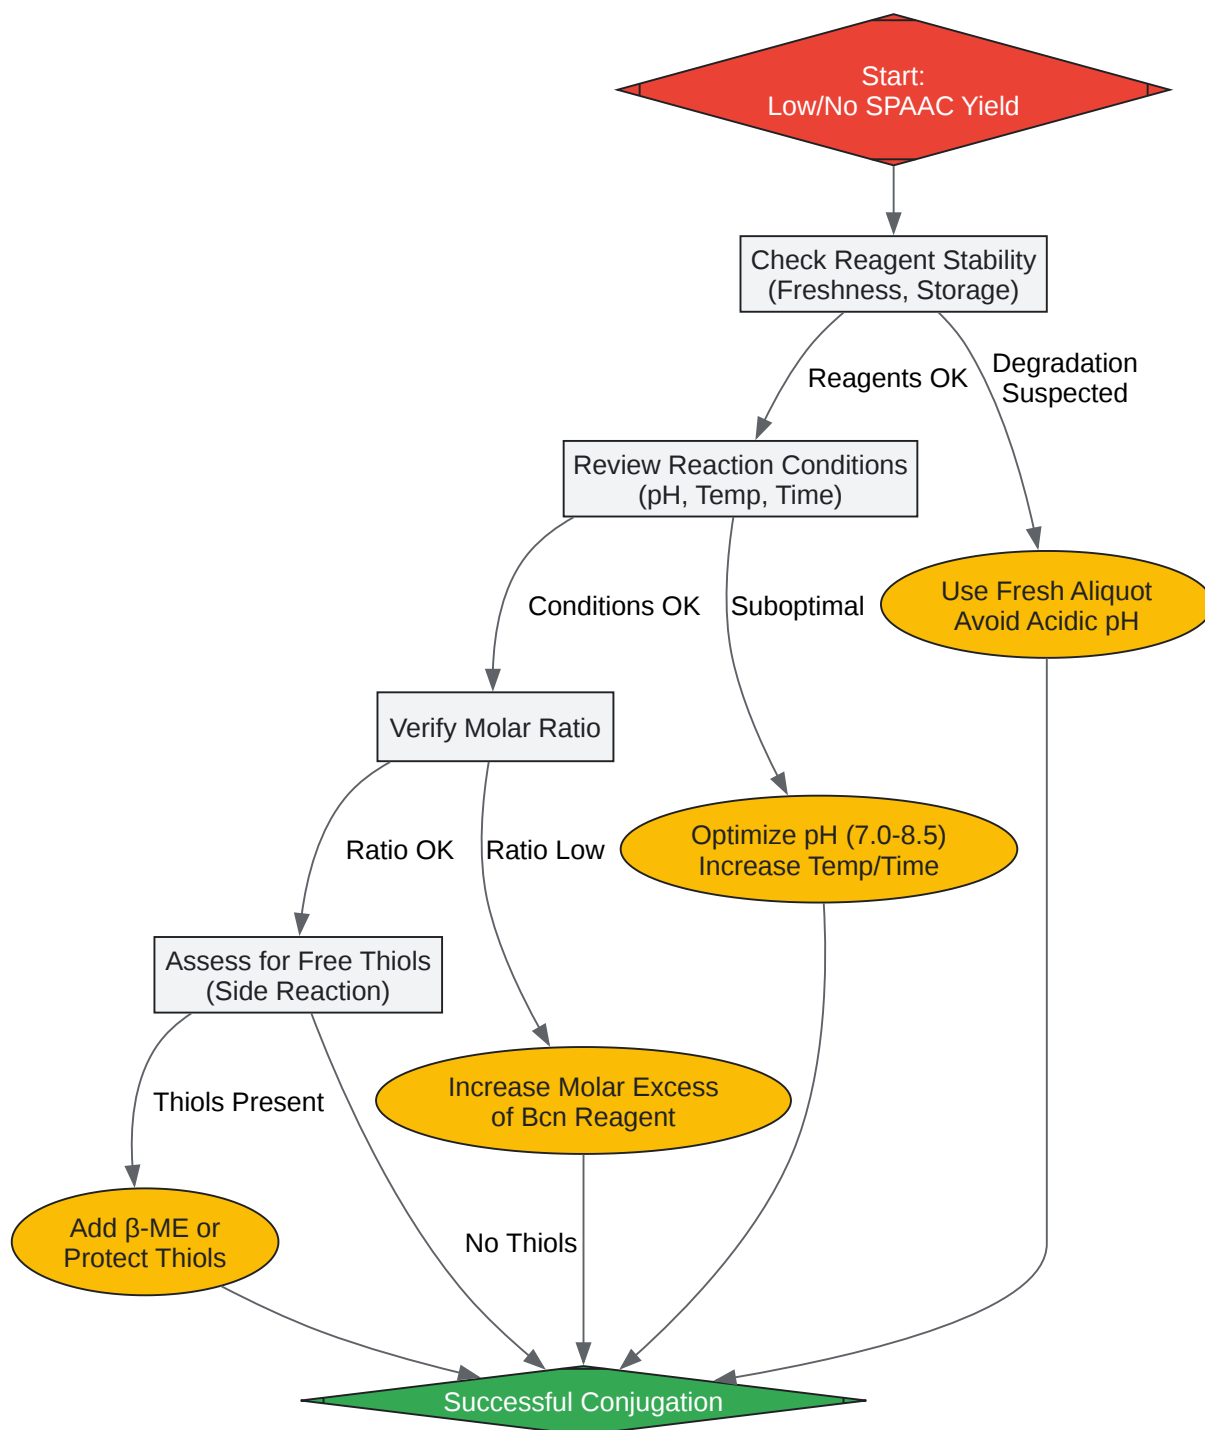 Start:
Low/No SPAAC Yield
Check Reagent Stability
(Freshness, Storage)
Reagents OK
Degradation
Suspected
Review Reaction Conditions
(pH, Temp, Time)
Conditions OK
Suboptimal
Use Fresh Aliquot
Avoid Acidic pH
Verify Molar Ratio
Ratio OK
Ratio Low
Optimize pH (7.0-8.5)
Increase Temp/Time
Assess for Free Thiols
(Side Reaction)
Thiols Present
Increase Molar Excess
of Bcn Reagent
Add β-ME or
Protect Thiols
No Thiols
Successful Conjugation